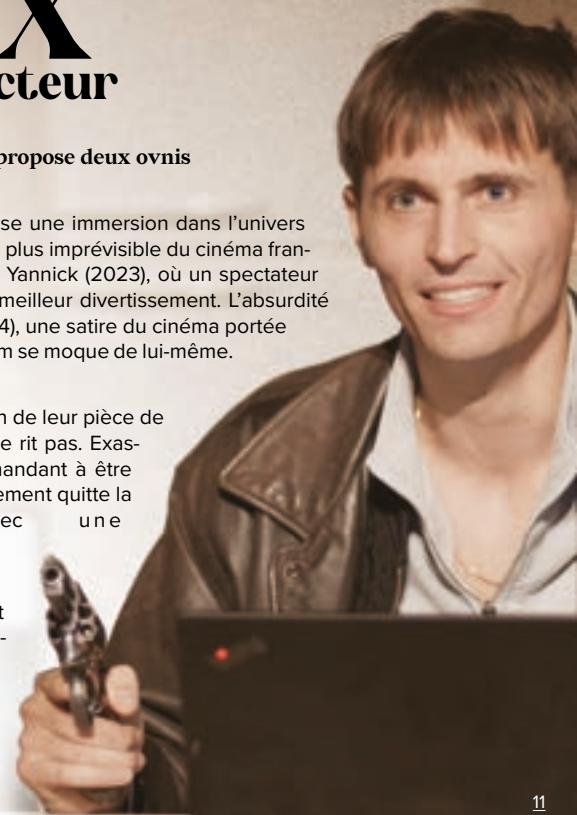 X
cteur
propose deux ovnis
se une immersion dans l'univers
plus imprévisible du cinéma fran-
Yannick (2023), où un spectateur
meilleur divertissement. L'absurdité
4), une satire du cinéma portée
m se moque de lui-même.
n de leur pièce de
e rit pas. Exas-
mandant à être
ement quitte la
ec une
t
-
11